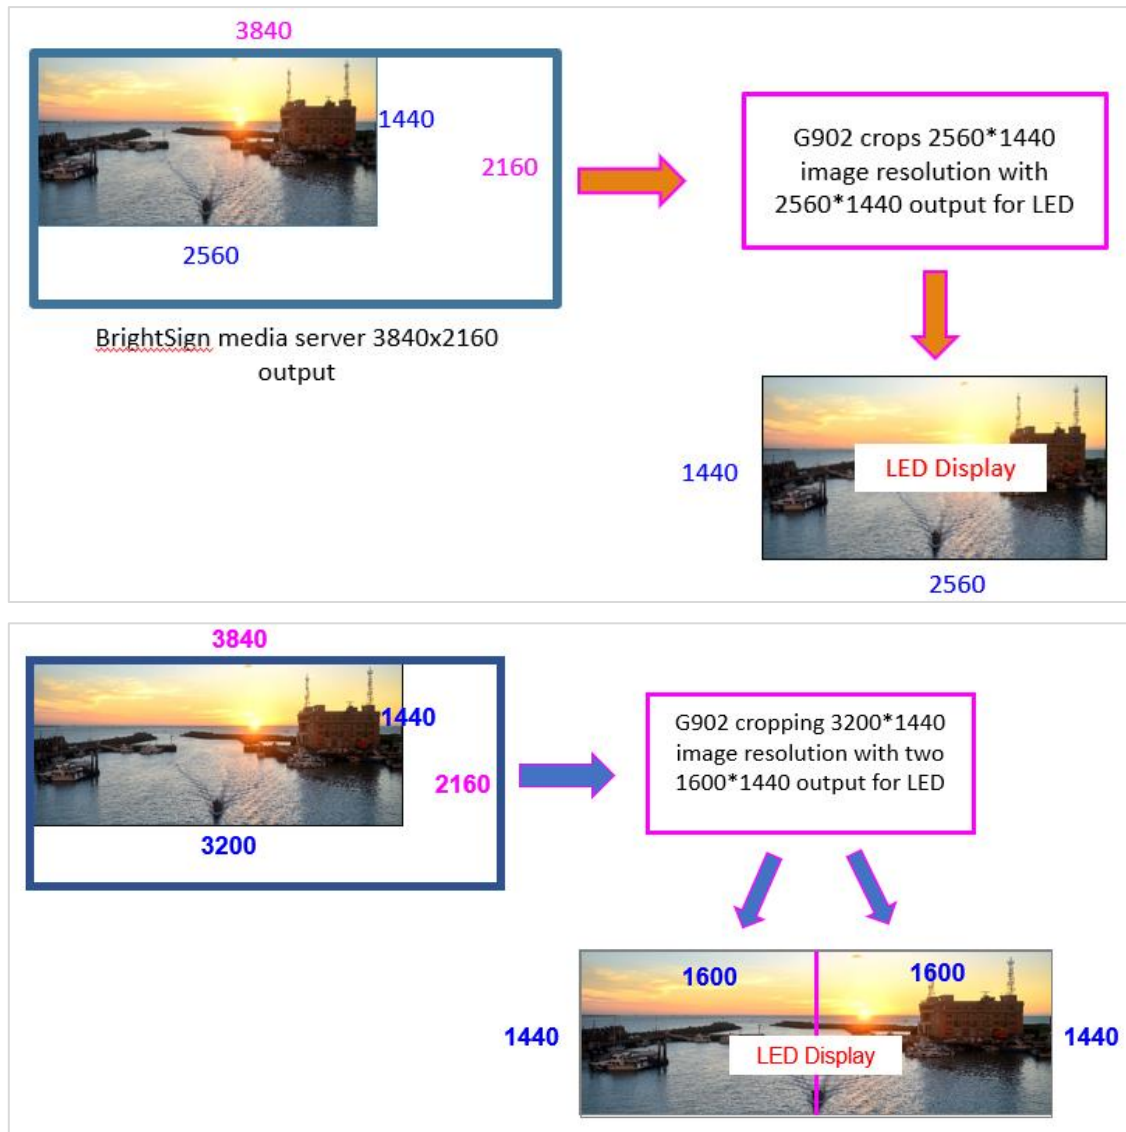 3840
1440
2160
2560
BrightSign media server 3840x2160
output
G902 crops 2560*1440
image resolution with
2560*1440 output for LED
LED Display
1440
2560
3840
1440
2160
3200
G902 cropping 3200*1440
image resolution with two
1600*1440 output for LED
1600
1600
1440
1440
LED Display